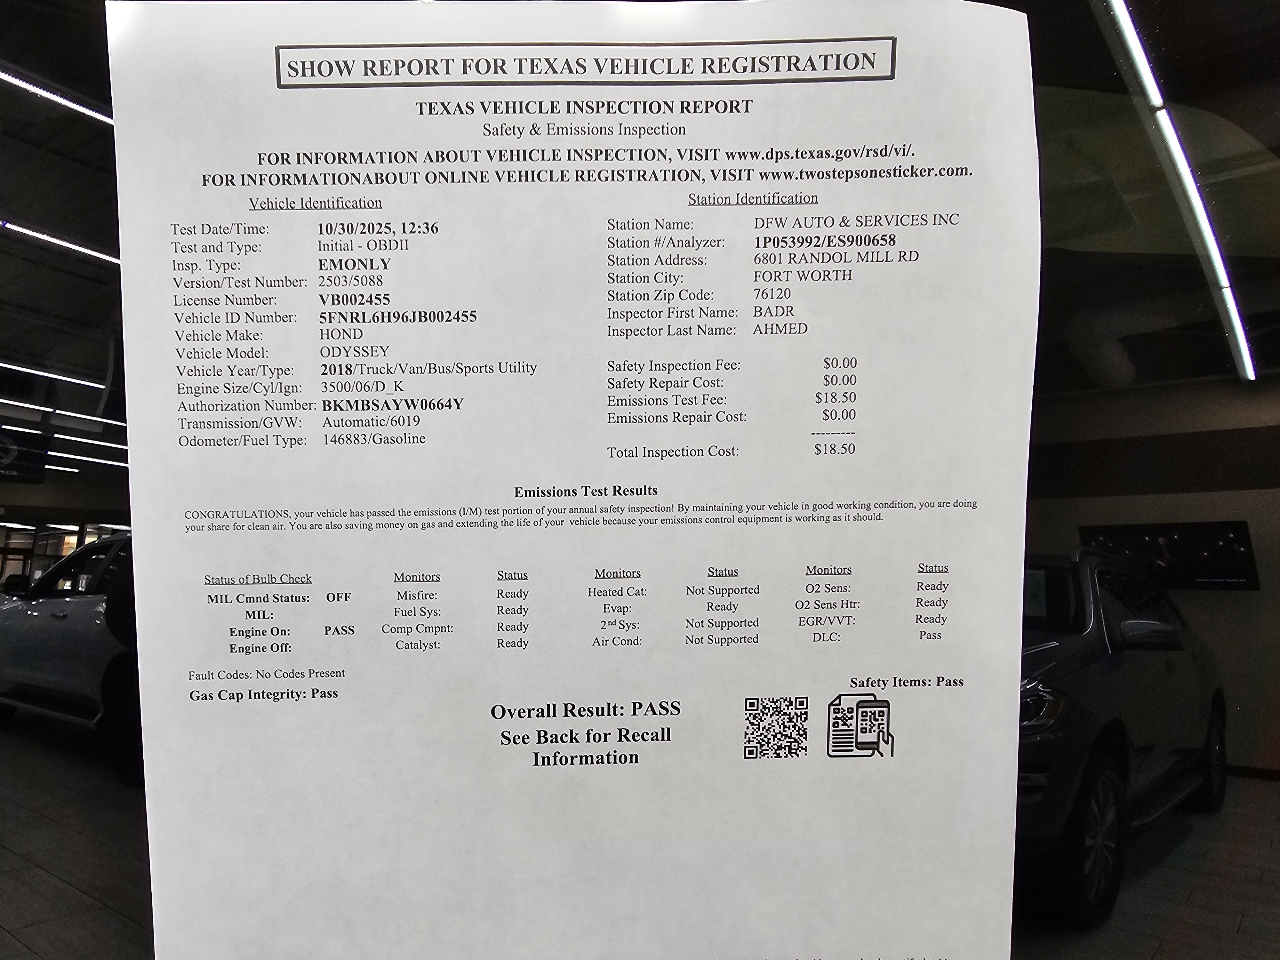 SHOW REPORT FOR TEXAS VEHICLE REGISTRATION
TEXAS VEHICLE INSPECTION REPORT
Safety & Emissions Inspection
FOR INFORMATION ABOUT VEHICLE INSPECTION, VISIT www.dps.texas.gov/rsd/vi/.
FOR INFORMATIONABOUT ONLINE VEHICLE REGISTRATION, VISIT www.twostepsonesticker.com.
Vehicle Identification
Test Date/Time: 10/30/2025, 12:36
Test and Type: Initial - OBDII
Insp. Type: EMONLY
Version/Test Number: 2503/5088
License Number: VB002455
Vehicle ID Number: 5FNRL6H96JB002455
Vehicle Make: HOND
Vehicle Model: ODYSSEY
Vehicle Year/Type: 2018/Truck/Van/Bus/Sports Utility
Engine Size/Cyl/Ign: 3500/06/D_K
Authorization Number: BKMBSAYW0664Y
Transmission/GVW: Automatic/6019
Odometer/Fuel Type: 146883/Gasoline
Station Identification
Station Name: DFW AUTO & SERVICES INC
Station #/Analyzer: 1P053992/ES900658
Station Address: 6801 RANDOL MILL RD
Station City: FORT WORTH
Station Zip Code: 76120
Inspector First Name: BADR
Inspector Last Name: AHMED
Safety Inspection Fee: $0.00
Safety Repair Cost: $0.00
Emissions Test Fee: $18.50
Emissions Repair Cost: $0.00
---------
Total Inspection Cost: $18.50
Emissions Test Results
CONGRATULATIONS, your vehicle has passed the emissions (I/M) test portion of your annual safety inspection! By maintaining your vehicle in good working condition, you are doing
your share for clean air. You are also saving money on gas and extending the life of your vehicle because your emissions control equipment is working as it should.
Status of Bulb Check
MIL Cmnd Status: OFF
MIL:
Engine On: PASS
Engine Off:
Monitors Status
Misfire: Ready
Fuel Sys: Ready
Comp Cmpnt: Ready
Catalyst: Ready
Monitors Status
Heated Cat: Not Supported
Evap: Ready
2nd Sys: Not Supported
Air Cond: Not Supported
Monitors Status
O2 Sens: Ready
O2 Sens Htr: Ready
EGR/VVT: Ready
DLC: Pass
Fault Codes: No Codes Present
Gas Cap Integrity: Pass
Safety Items: Pass
Overall Result: PASS
See Back for Recall
Information